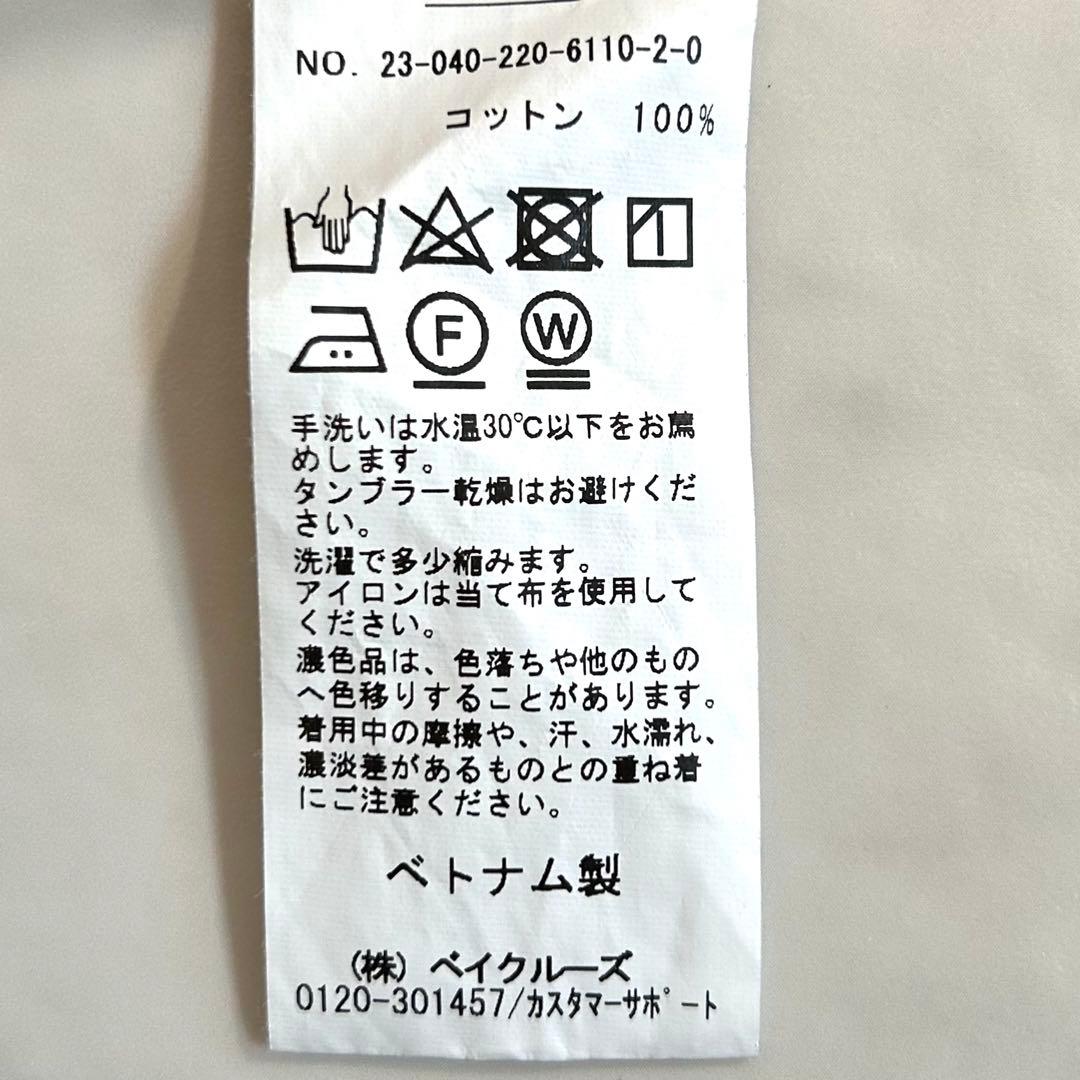 NO. 23-040-220-6110-2-0
コットン 100%
F W
手洗いは水温30℃以下をお薦
めします。
タンブラー乾燥はお避けくだ
さい。
洗濯で多少縮みます。
アイロンは当て布を使用して
ください。
濃色品は、色落ちや他のもの
へ色移りすることがあります。
着用中の摩擦や、汗、水濡れ、
濃淡差があるものとの重ね着
にご注意ください。
ベトナム製
(株) ベイクルーズ
0120-301457/カスタマーサポート